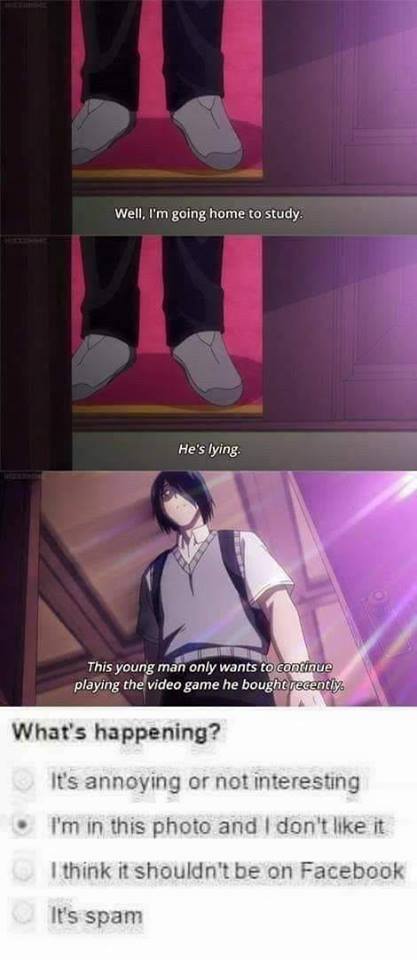 Well, I'm going home to study.
He's lying.
This young man only wants to continue
playing the video game he bought recently.
What's happening?
It's annoying or not interesting
I'm in this photo and I don't like it
I think it shouldn't be on Facebook
It's spam